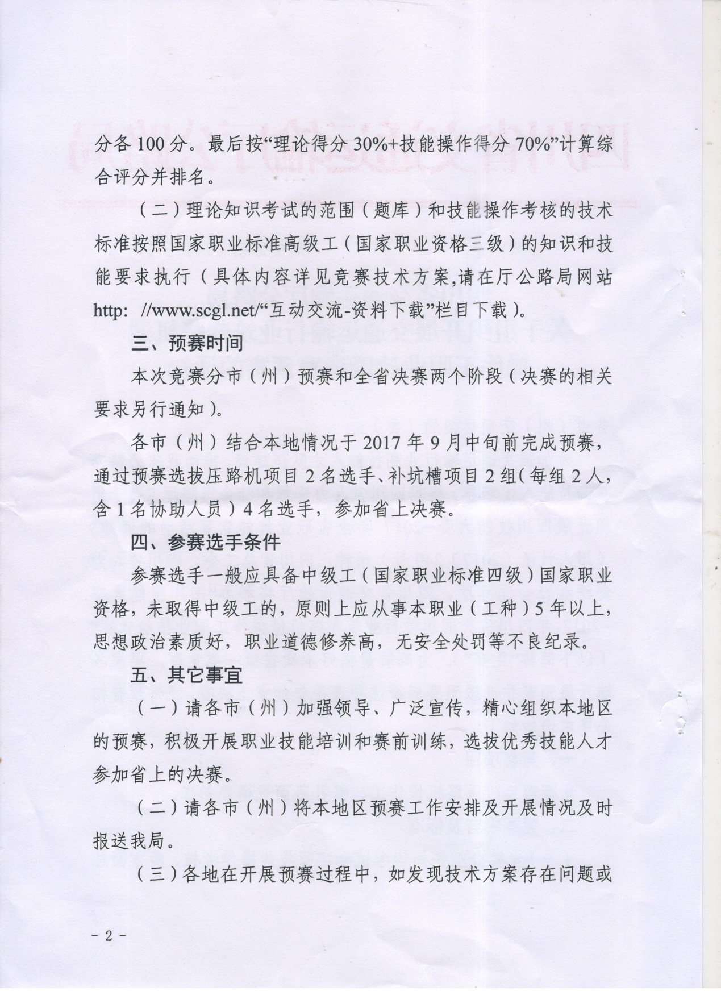 分各100分。最后按“理论得分30%+技能操作得分70%”计算综
合评分并排名。
（二）理论知识考试的范围（题库）和技能操作考核的技术
标准按照国家职业标准高级工（国家职业资格三级）的知识和技
能要求执行（具体内容详见竞赛技术方案,请在厅公路局网站
http: //www.scgl.net/“互动交流-资料下载”栏目下载）。
三、预赛时间
本次竞赛分市（州）预赛和全省决赛两个阶段（决赛的相关
要求另行通知）。
各市（州）结合本地情况于2017年9月中旬前完成预赛，
通过预赛选拔压路机项目2名选手、补坑槽项目2组（每组2人，
含1名协助人员）4名选手，参加省上决赛。
四、参赛选手条件
参赛选手一般应具备中级工（国家职业标准四级）国家职业
资格，未取得中级工的，原则上应从事本职业（工种）5年以上，
思想政治素质好，职业道德修养高，无安全处罚等不良纪录。
五、其它事宜
（一）请各市（州）加强领导、广泛宣传，精心组织本地区
的预赛，积极开展职业技能培训和赛前训练，选拔优秀技能人才
参加省上的决赛。
（二）请各市（州）将本地区预赛工作安排及开展情况及时
报送我局。
（三）各地在开展预赛过程中，如发现技术方案存在问题或
- 2 -